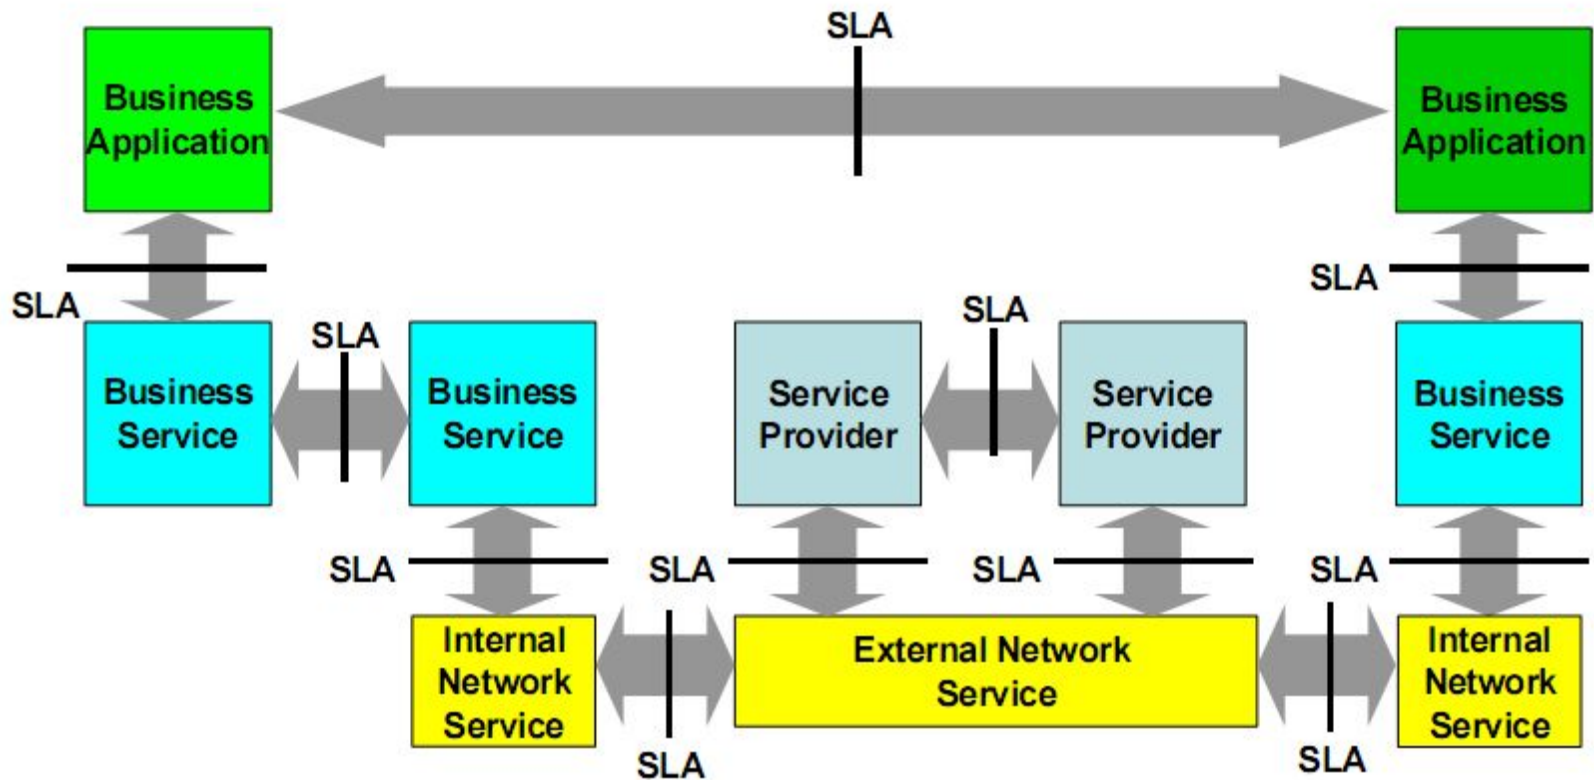 SLA
Business
Application
Business
Application
SLA
SLA
SLA
SLA
Business
Service
Business
Service
Service
Provider
Service
Provider
Business
Service
SLA
SLA
SLA
SLA
Internal
Network
Service
External Network
Service
Internal
Network
Service
SLA
SLA